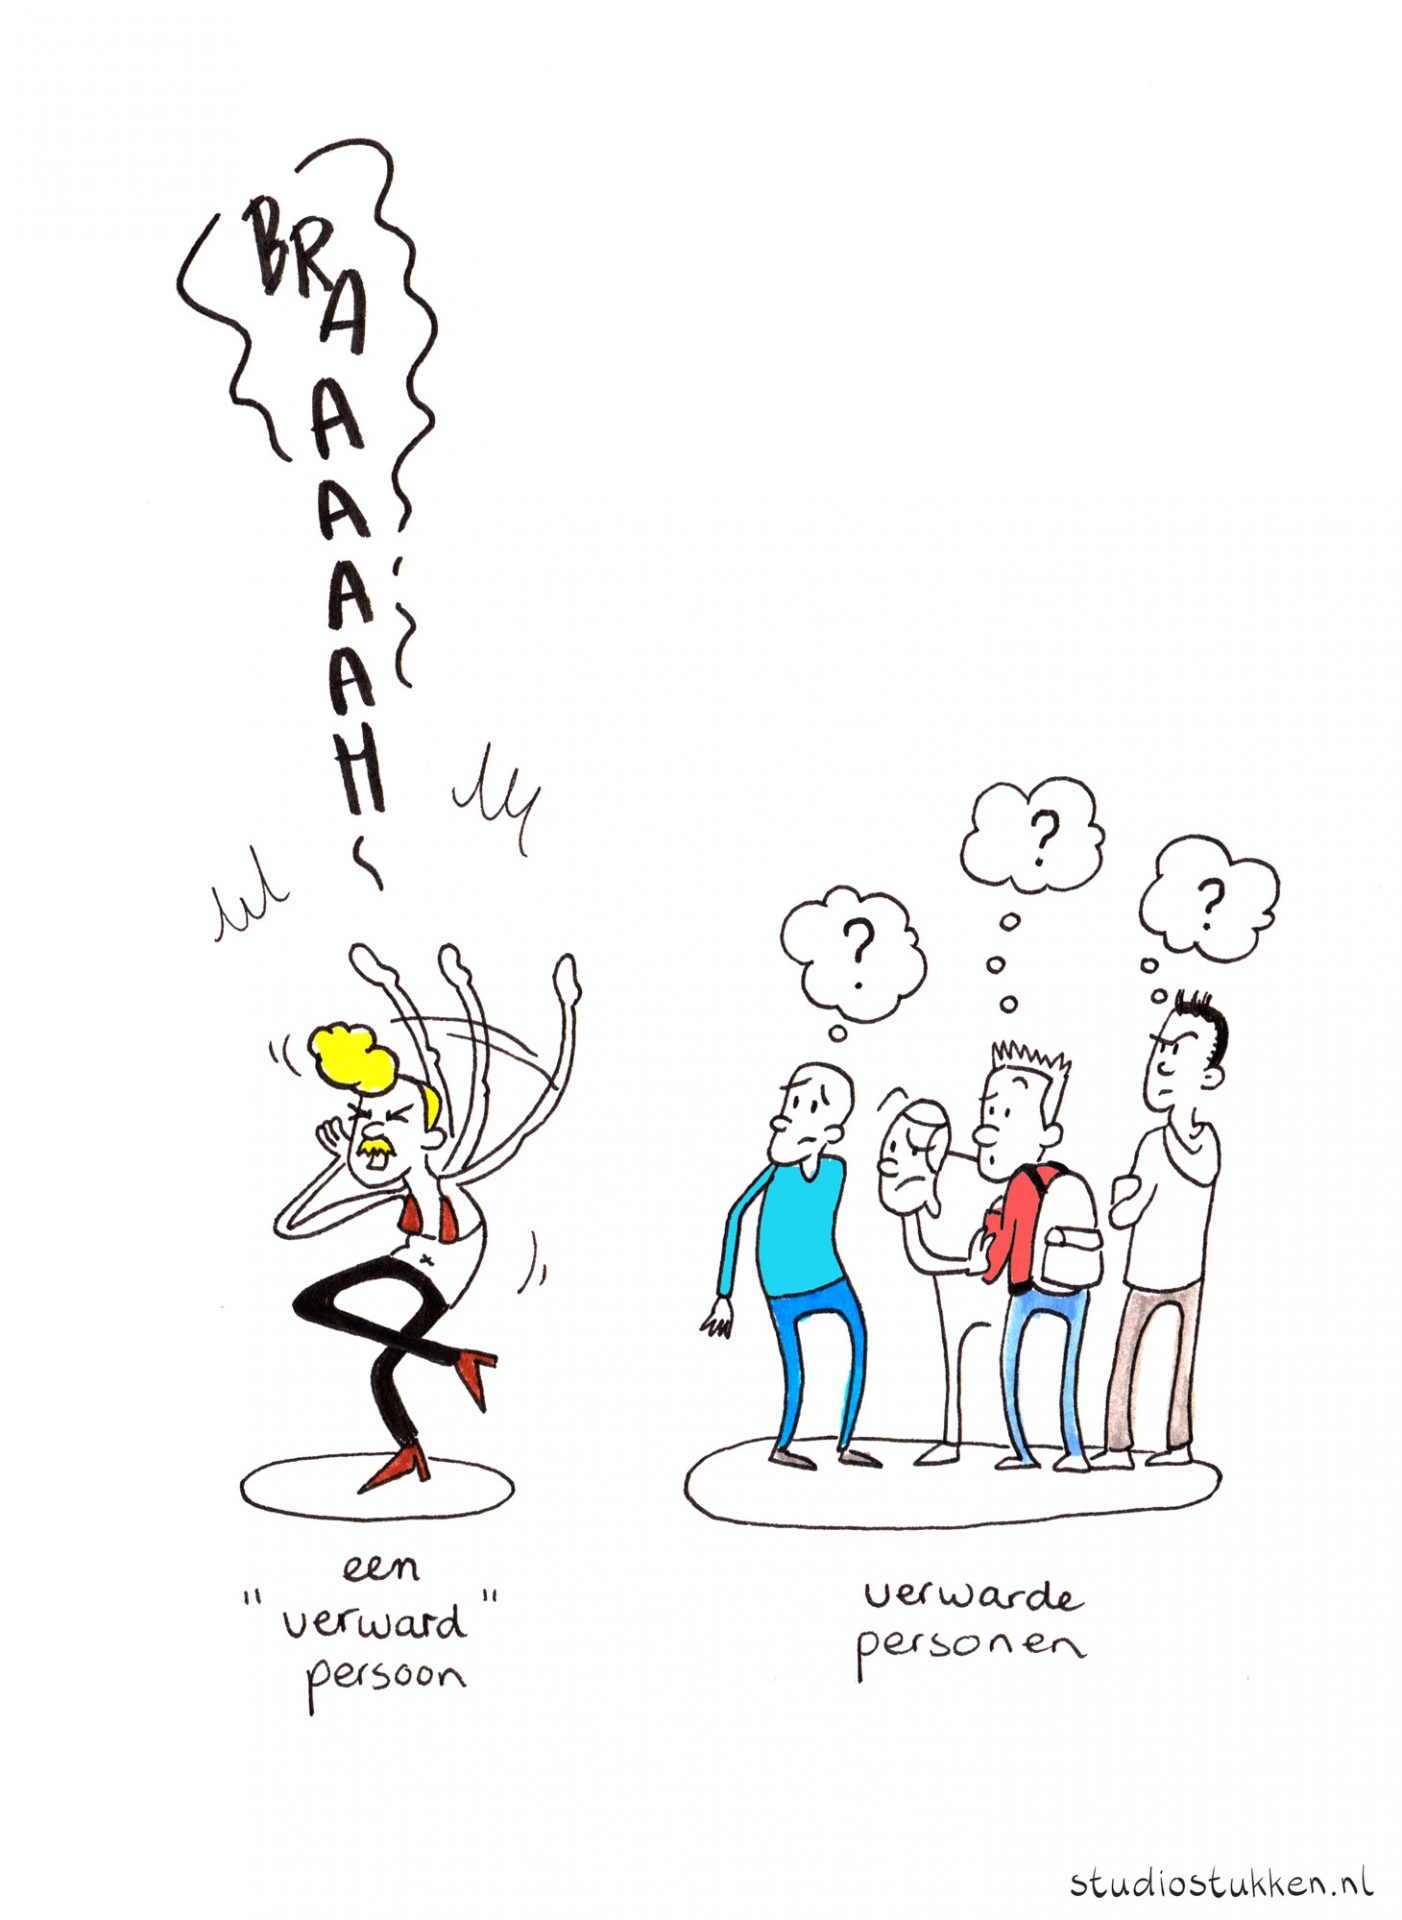 BRAAAAAH
?
?
?
een
"verward"
persoon
verwarde
personen
studiostukken.nl